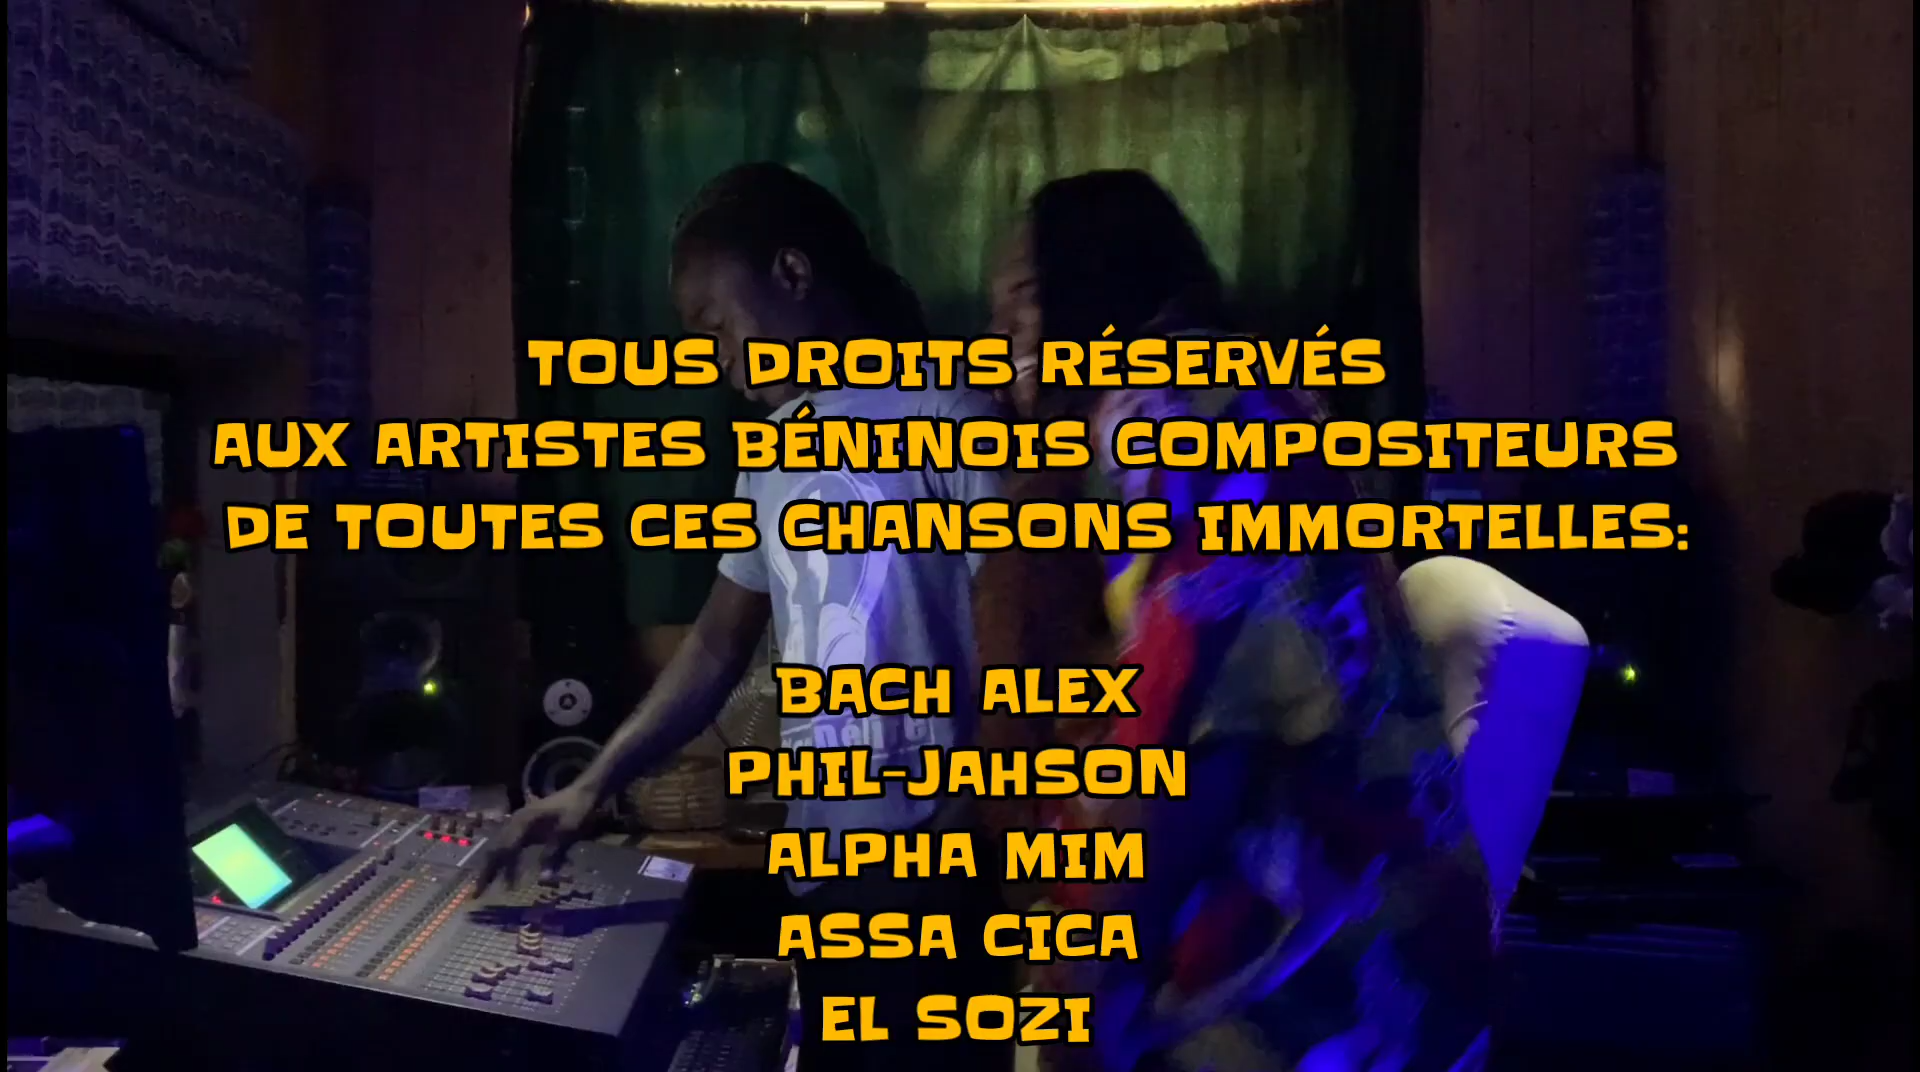 TOUS DROITS RÉSERVÉS
AUX ARTISTES BÉNINOIS COMPOSITEURS
DE TOUTES CES CHANSONS IMMORTELLES:
BACH ALEX
PHIL-JAHSON
ALPHA MIM
ASSA CICA
EL SOZI